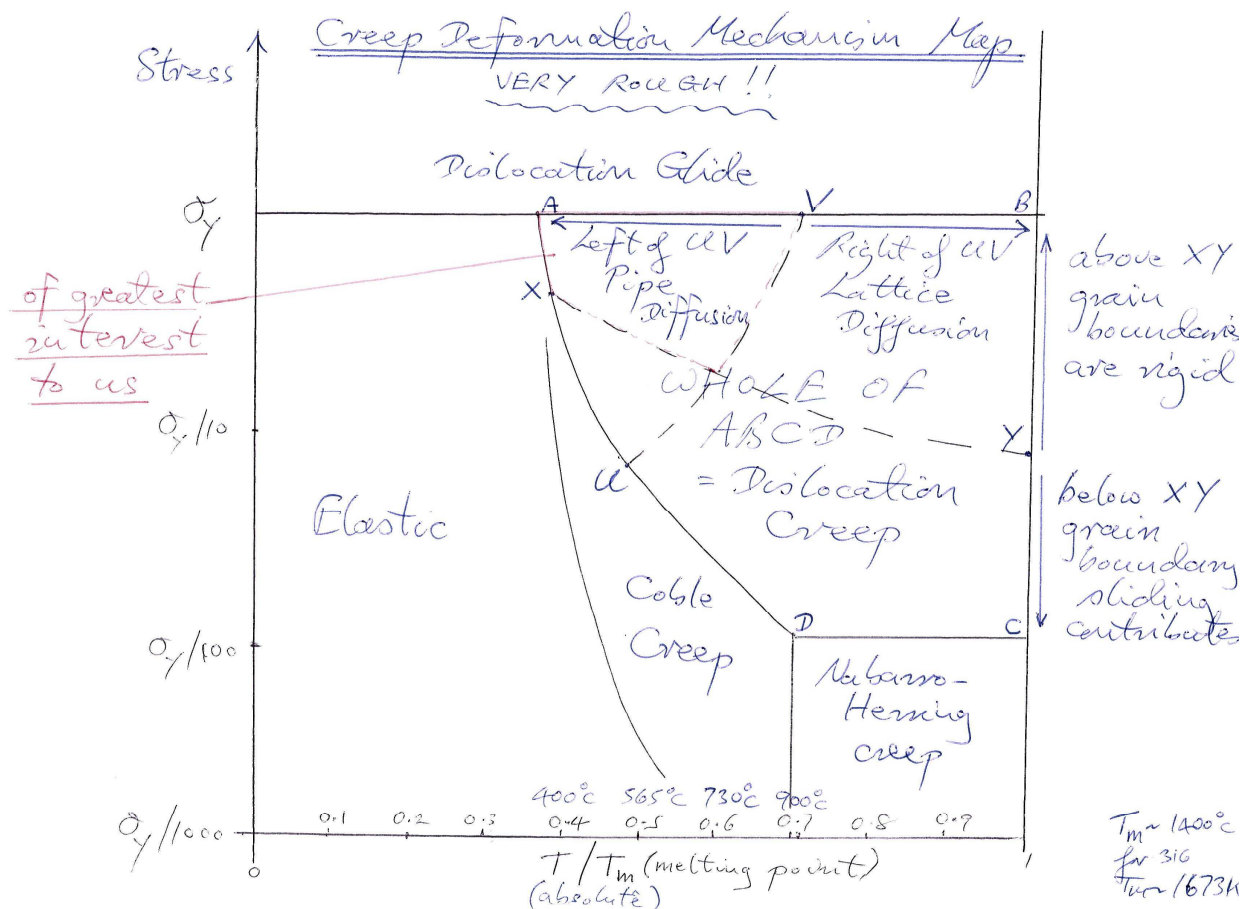 Creep Deformation Mechanism Map
VERY ROUGH !!
Stress
Dislocation Glide
σy
A
V
B
Left of UV
Pipe
Diffusion
Right of UV
Lattice
Diffusion
above XY
grain
boundaries
are rigid
of greatest
interest
to us
X
WHOLE OF
ABCD
= Dislocation
Creep
σy/10
Y
U
Elastic
below XY
grain
boundary
sliding
contributes
Coble
Creep
D
C
σy/100
Nabarro-
Herring
creep
400°C 565°C 730°C 900°C
σy/1000
0.1 0.2 0.3 0.4 0.5 0.6 0.7 0.8 0.9
0
1
T/Tm (melting point)
(absolute)
Tm~1400°C
for 316
Tm~1673K